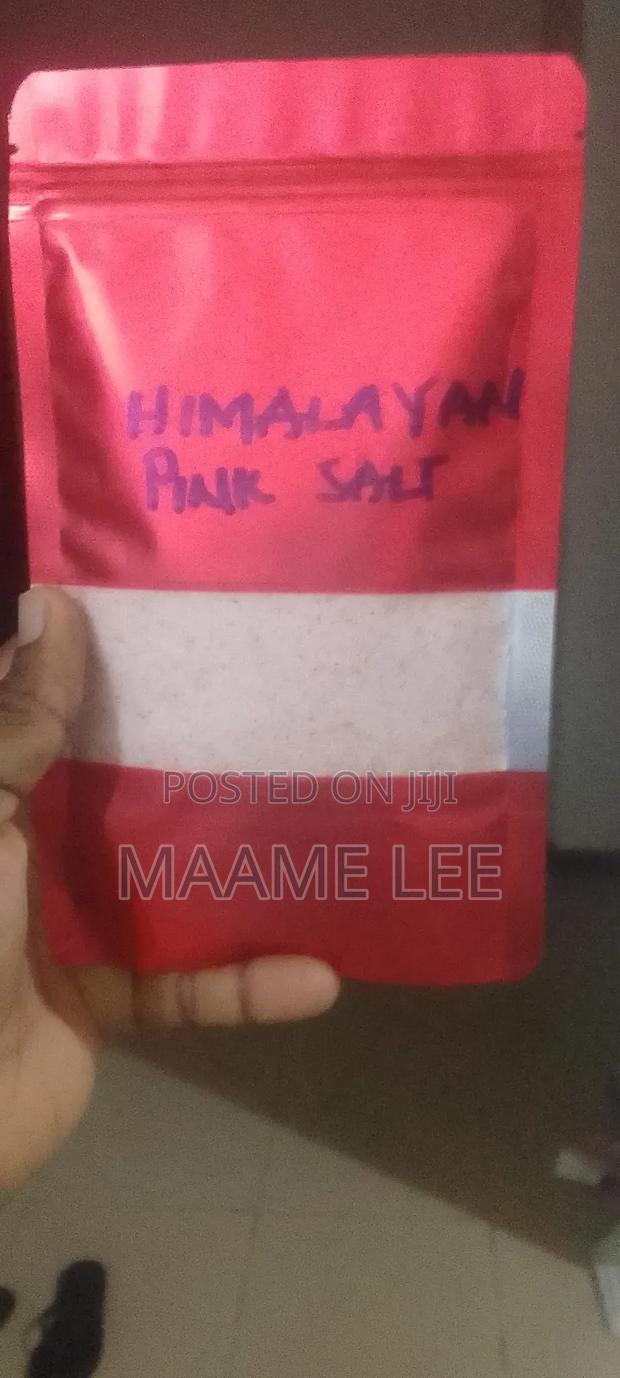 HIMALAYAN
PINK SALT
POSTED ON JIJI
MAAME LEE